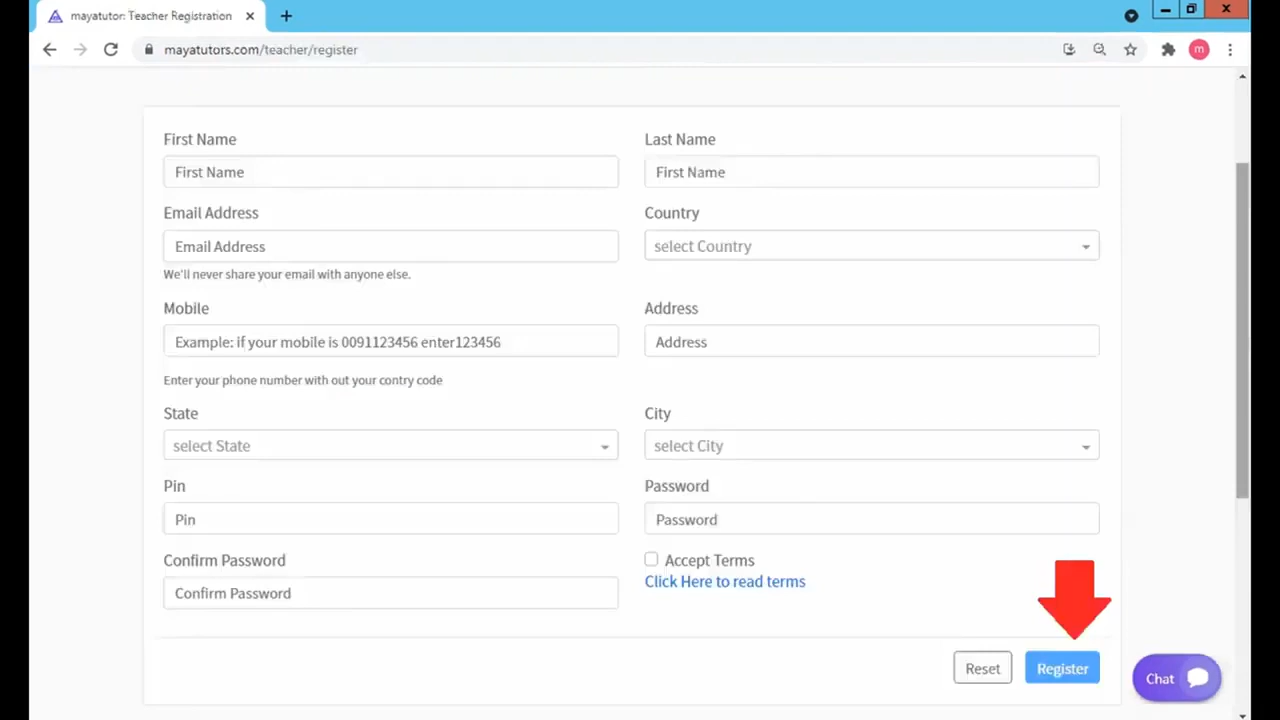 mayatutor: Teacher Registration
mayatutors.com/teacher/register
m
First Name
Last Name
First Name
First Name
Email Address
Country
Email Address
select Country
We'll never share your email with anyone else.
Mobile
Address
Example: if your mobile is 0091123456 enter123456
Address
Enter your phone number with out your contry code
State
City
select State
select City
Pin
Password
Pin
Password
Confirm Password
Accept Terms
Click Here to read terms
Confirm Password
Reset
Register
Chat